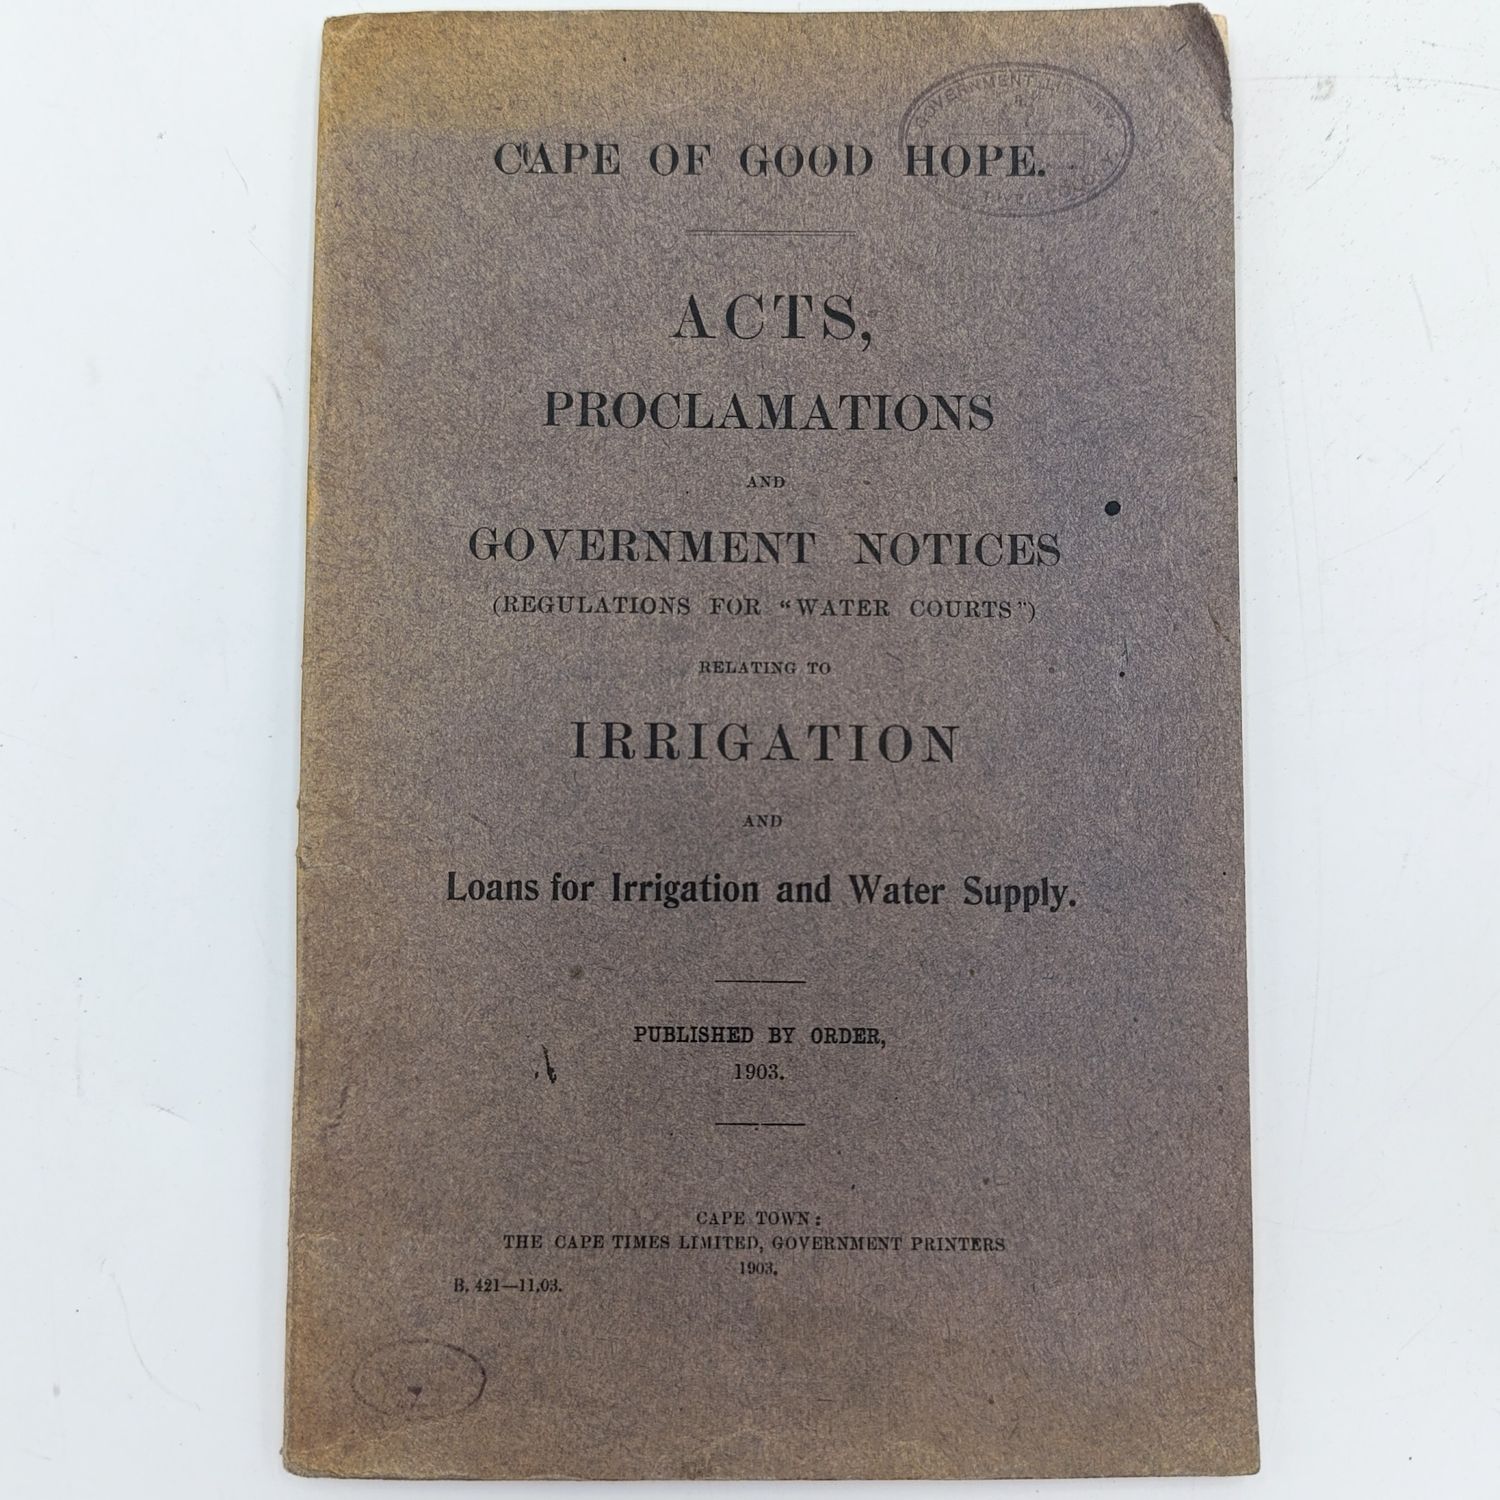 GOVERNMENT LIBRARY
CAPE OF GOOD HOPE.
ACTS,
PROCLAMATIONS
AND
GOVERNMENT NOTICES
(REGULATIONS FOR “WATER COURTS”)
RELATING TO
IRRIGATION
AND
Loans for Irrigation and Water Supply.
PUBLISHED BY ORDER,
1903.
CAPE TOWN:
THE CAPE TIMES LIMITED, GOVERNMENT PRINTERS
1903.
B. 421—11.03.